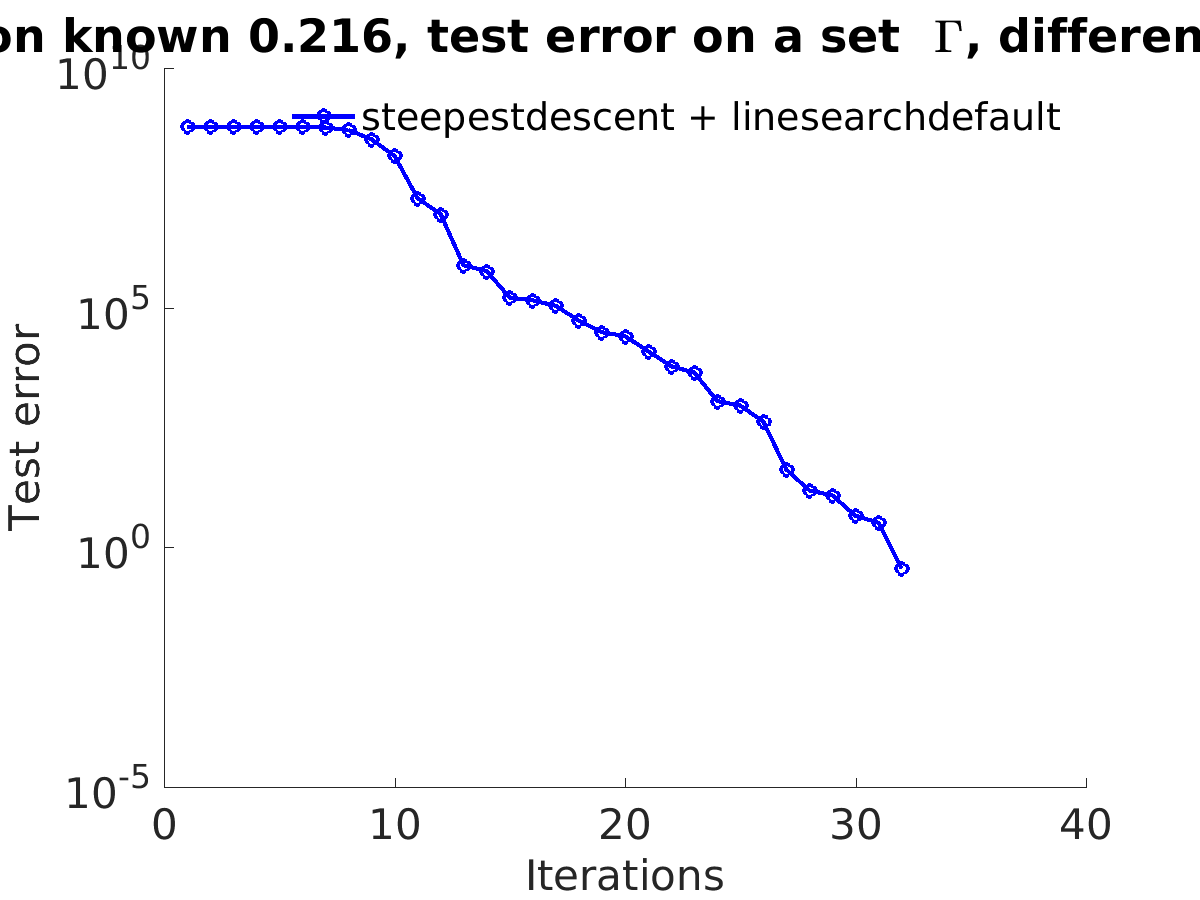 on known 0.216, test error on a set Γ, differen
10^10
steepestdescent + linesearchdefault
10^5
10^0
10^-5
Test error
0 10 20 30 40
Iterations